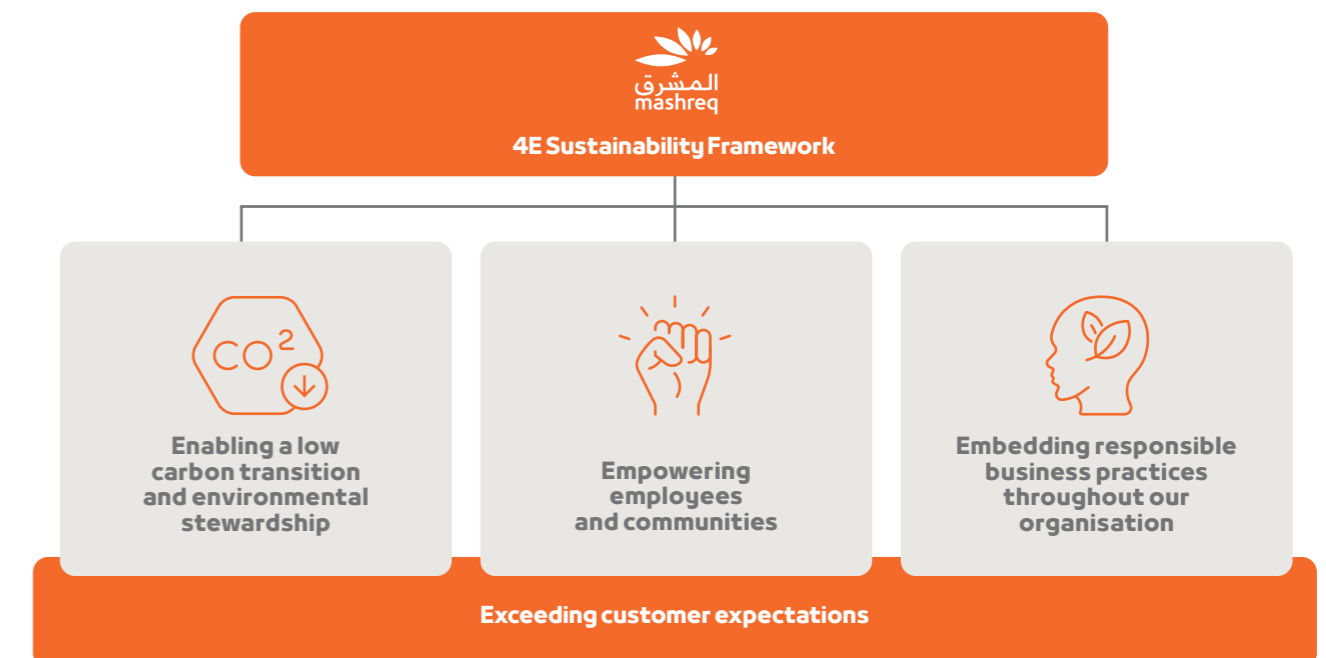 المشرق
mashreq
4E Sustainability Framework
CO²
Enabling a low
carbon transition
and environmental
stewardship
Empowering
employees
and communities
Embedding responsible
business practices
throughout our
organisation
Exceeding customer expectations